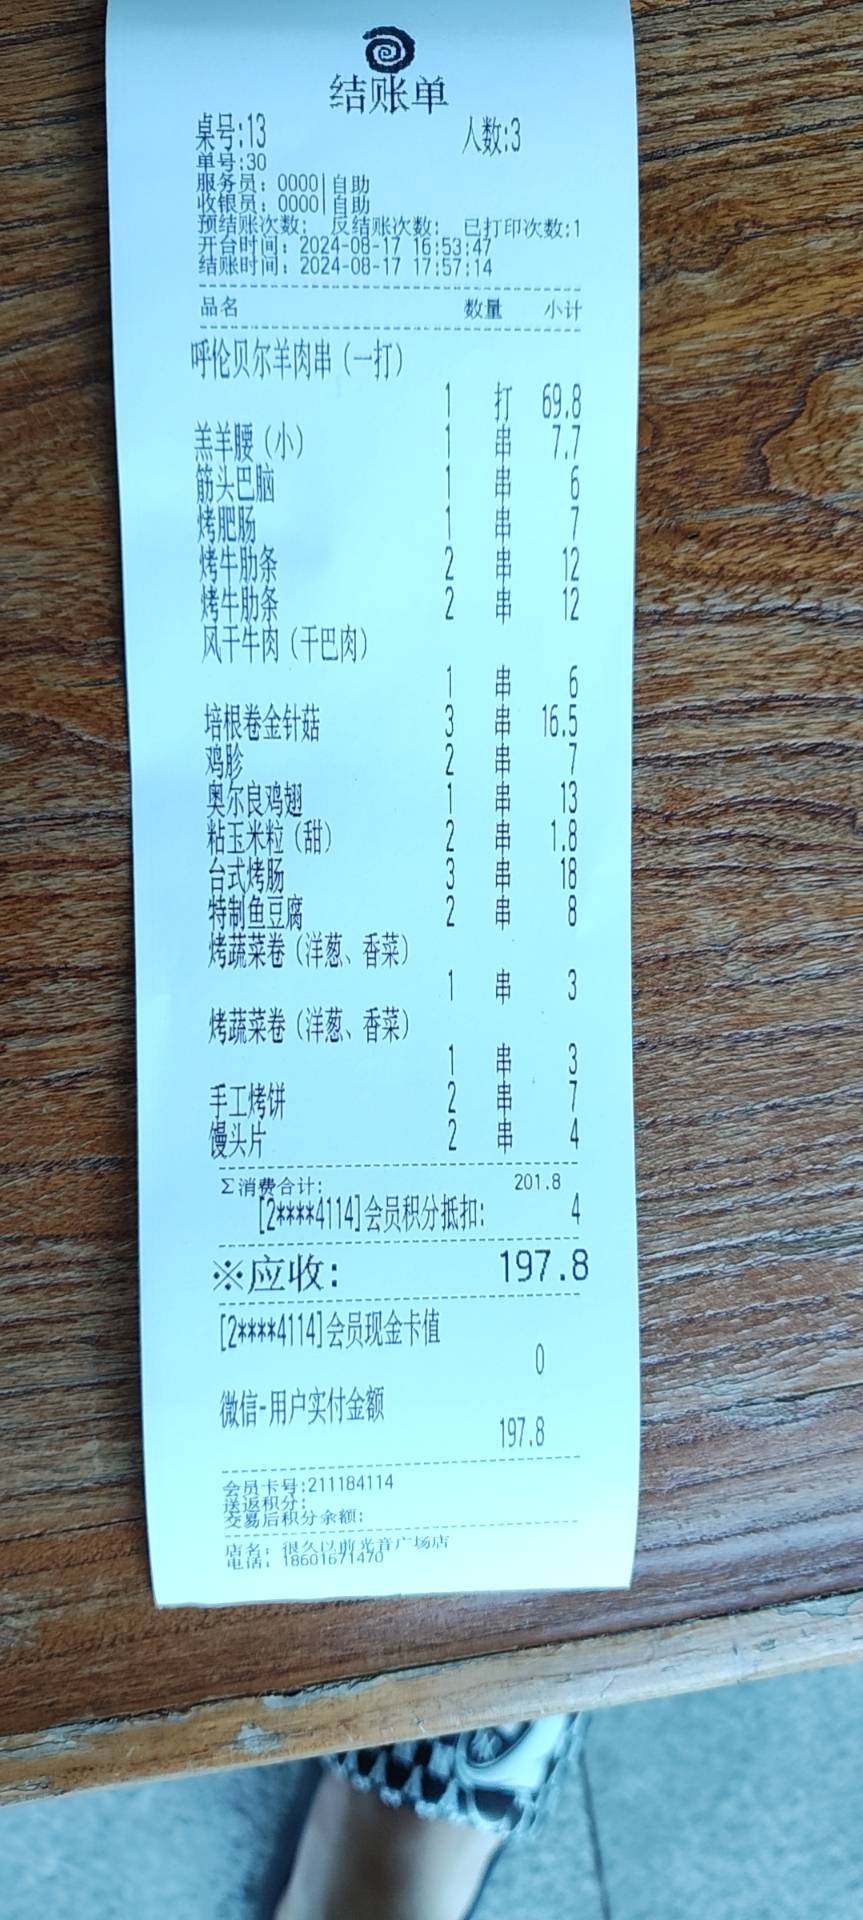 结账单
桌号:13 人数:3
单号:30
服务员: 0000|自助
收银员: 0000|自助
预结账次数: 反结账次数: 已打印次数:1
开台时间: 2024-08-17 16:53:47
结账时间: 2024-08-17 17:57:14
品名 数量 小计
呼伦贝尔羊肉串(一打)
1 打 69.8
羔羊腰(小) 1 串 7.7
筋头巴脑 1 串 6
烤肥肠 1 串 7
烤牛肋条 2 串 12
烤牛肋条 2 串 12
风干牛肉(干巴肉)
1 串 6
培根卷金针菇 3 串 16.5
鸡胗 2 串 7
奥尔良鸡翅 1 串 13
粘玉米粒(甜) 2 串 1.8
台式烤肠 3 串 18
特制鱼豆腐 2 串 8
烤蔬菜卷(洋葱、香菜)
1 串 3
烤蔬菜卷(洋葱、香菜)
1 串 3
手工烤饼 2 串 7
馒头片 2 串 4
Σ消费合计: 201.8
[2****4114]会员积分抵扣: 4
※应收: 197.8
[2****4114]会员现金卡值
0
微信-用户实付金额
197.8
会员卡号:211184114
送返积分:
交易后积分余额:
店名: 很久以前光音广场店
电话: 18601671470